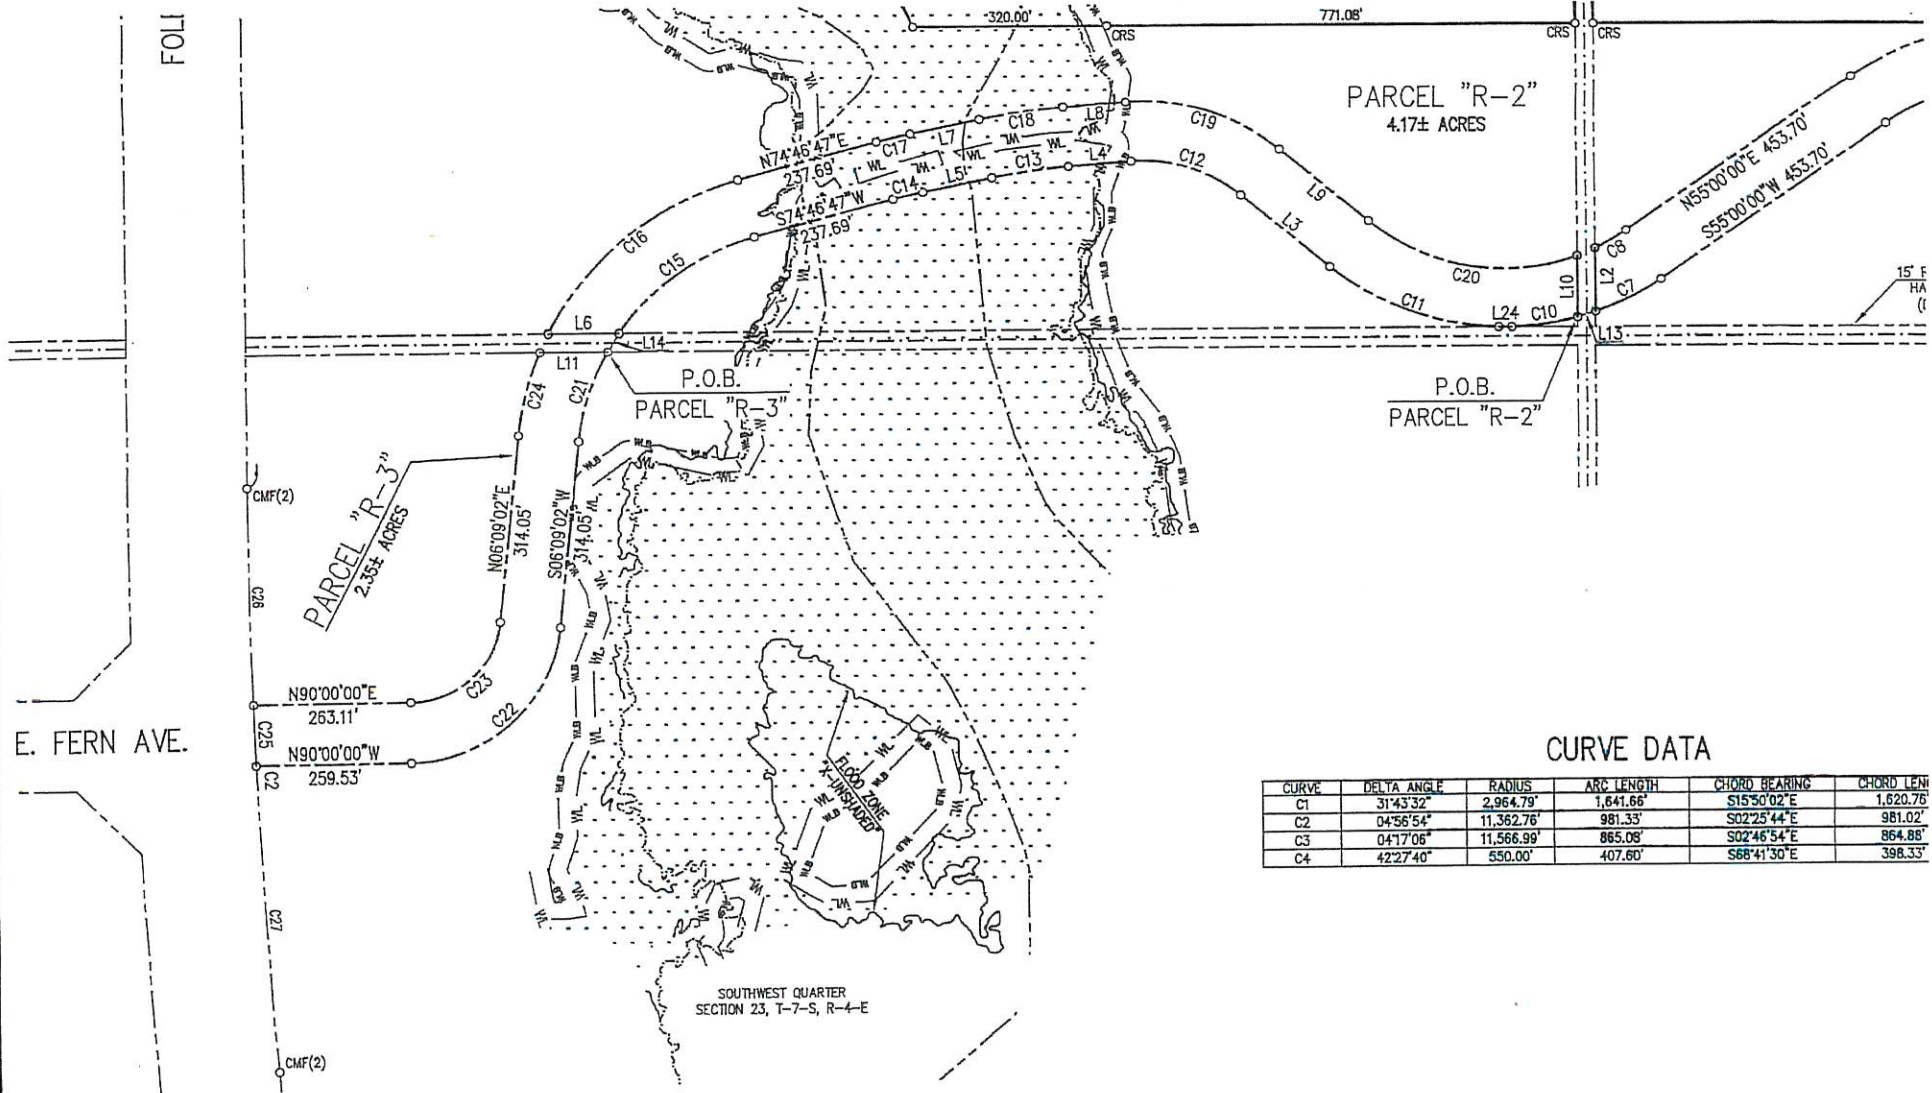 FOLI
320.00'
771.08'
CRS
CRS
CRS
PARCEL "R-2"
4.17± ACRES
N74°46'47"E
237.69'
S74°46'47"W
237.69'
C17
L7
C18
L8
C19
C14
L5
C13
L4
C12
L9
L3
C16
C15
C20
C11
L24
C10
L10
L2
C8
C7
L13
N55°00'00"E 453.70'
S55°00'00"W 453.70'
15' F
HA
L6
L14
L11
P.O.B.
PARCEL "R-3"
P.O.B.
PARCEL "R-2"
C24
C21
CMF(2)
PARCEL "R-3"
2.35± ACRES
N06°09'02"E
314.05'
S06°09'02"W
314.05'
C26
N90°00'00"E
263.11'
C23
C22
C25
E. FERN AVE.
N90°00'00"W
259.53'
C2
C27
CMF(2)
FLOOD ZONE
"X-UNSHADED"
WL
WLB
SOUTHWEST QUARTER
SECTION 23, T-7-S, R-4-E
CURVE DATA
CURVE DELTA ANGLE RADIUS ARC LENGTH CHORD BEARING CHORD LEN
C1 31°43'32" 2,964.79' 1,641.66' S15°50'02"E 1,620.76'
C2 04°56'54" 11,362.76' 981.33' S02°25'44"E 981.02'
C3 04°17'06" 11,566.99' 865.08' S02°46'54"E 864.88'
C4 42°27'40" 550.00' 407.60' S68°41'30"E 398.33'